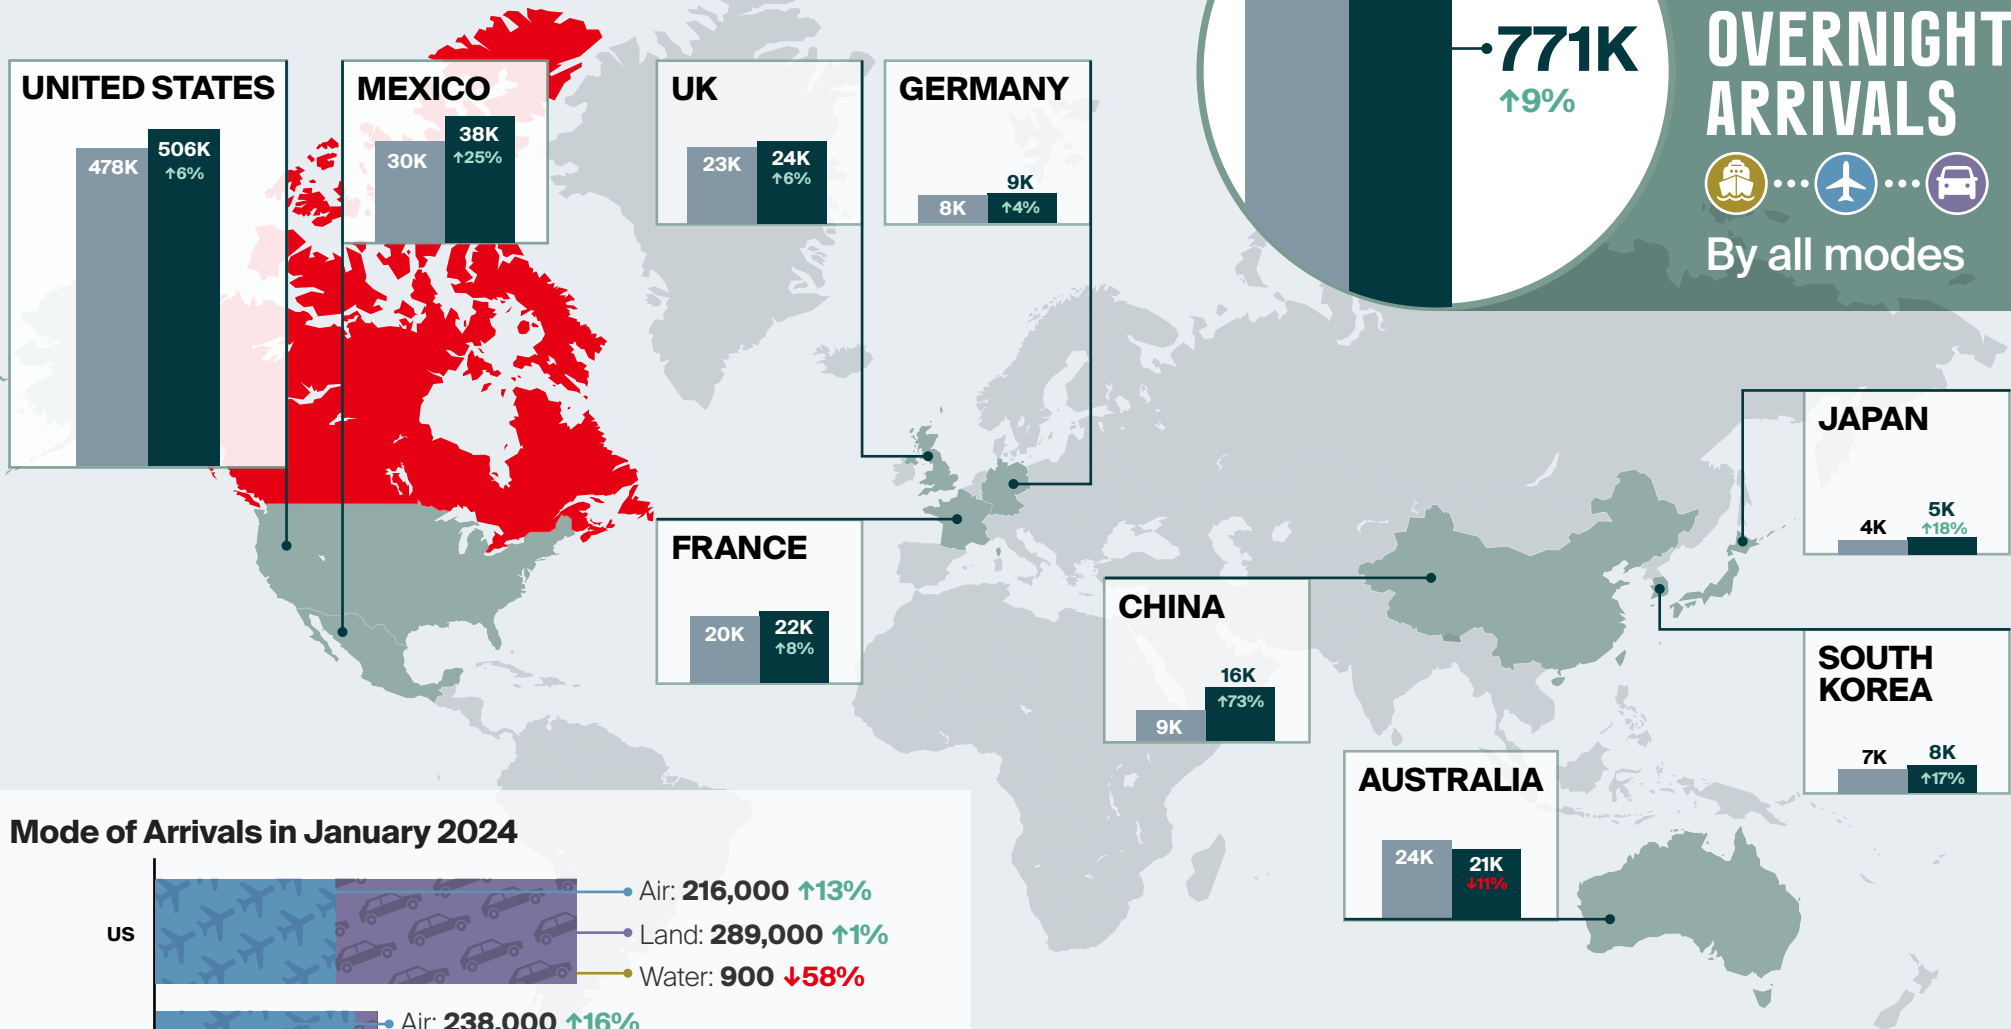 771K
↑9%
OVERNIGHT
ARRIVALS
By all modes
UNITED STATES
478K
506K
↑6%
MEXICO
30K
38K
↑25%
UK
23K
24K
↑6%
GERMANY
8K
9K
↑4%
JAPAN
4K
5K
↑18%
FRANCE
20K
22K
↑8%
CHINA
9K
16K
↑73%
SOUTH
KOREA
7K
8K
↑17%
AUSTRALIA
24K
21K
↓11%
Mode of Arrivals in January 2024
US
Air: 216,000 ↑13%
Land: 289,000 ↑1%
Water: 900 ↓58%
Air: 238,000 ↑16%